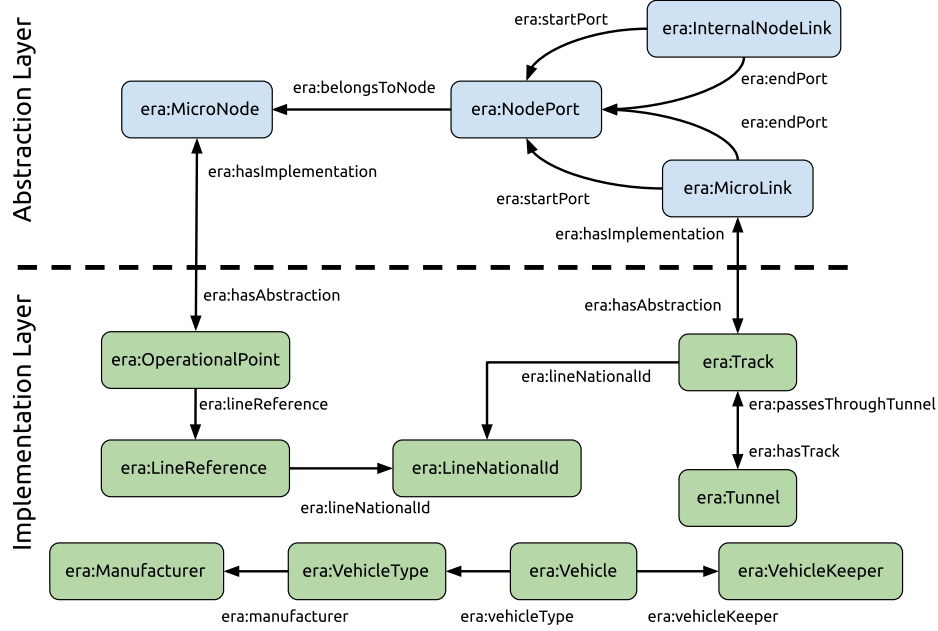 Abstraction Layer
era:startPort
era:InternalNodeLink
era:belongsToNode
era:endPort
era:MicroNode
era:NodePort
era:endPort
era:hasImplementation
era:MicroLink
era:startPort
era:hasImplementation
Implementation Layer
era:hasAbstraction
era:hasAbstraction
era:OperationalPoint
era:Track
era:lineNationalId
era:lineReference
era:passesThroughTunnel
era:hasTrack
era:LineReference
era:LineNationalId
era:Tunnel
era:lineNationalId
era:Manufacturer
era:VehicleType
era:Vehicle
era:VehicleKeeper
era:manufacturer
era:vehicleType
era:vehicleKeeper